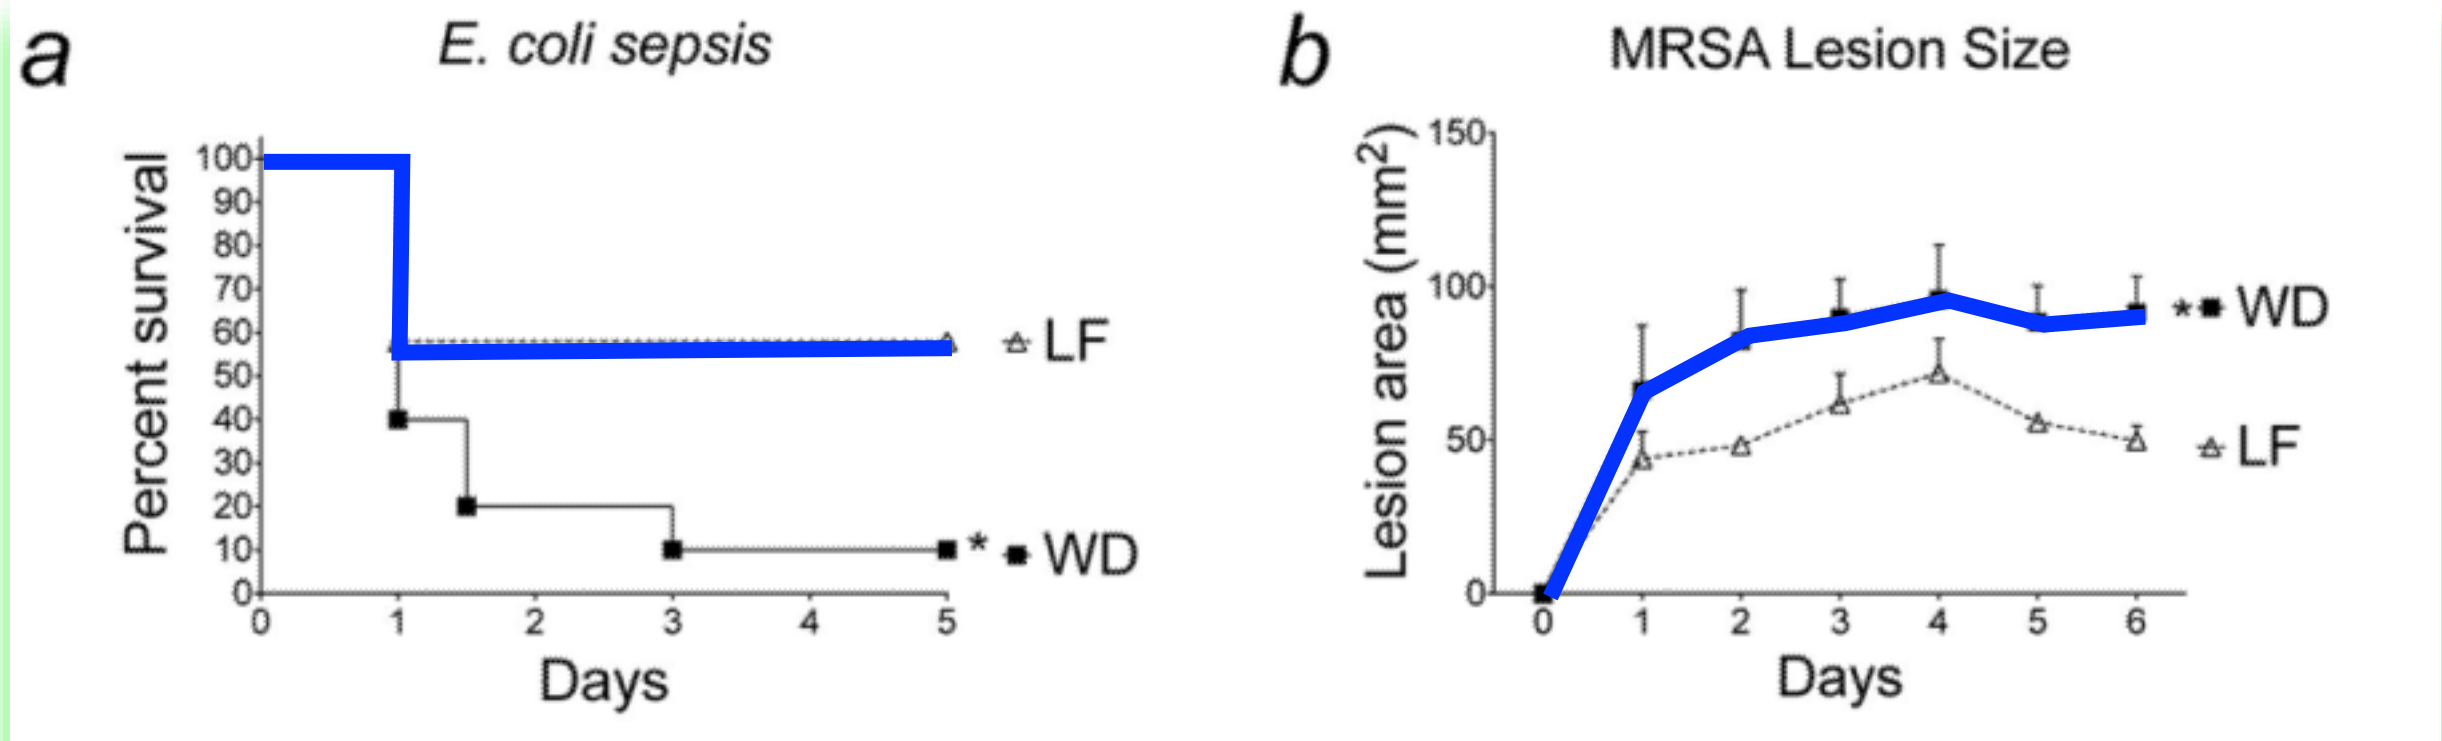 a
E. coli sepsis
Percent survival
100
90
80
70
60
50
40
30
20
10
0
0 1 2 3 4 5
Days
LF
* WD
b
MRSA Lesion Size
Lesion area (mm²)
150
100
50
0
0 1 2 3 4 5 6
Days
* WD
LF